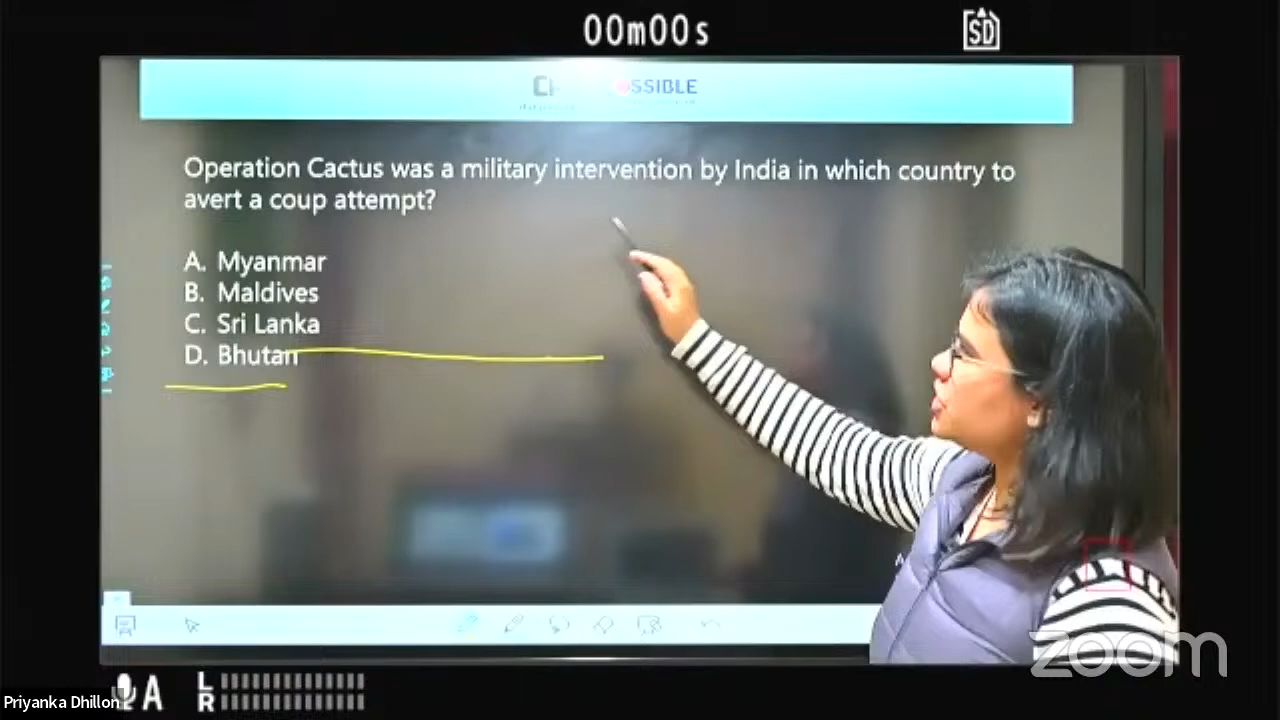 00m00s
SD
SSIBLE
Operation Cactus was a military intervention by India in which country to
avert a coup attempt?
A. Myanmar
B. Maldives
C. Sri Lanka
D. Bhutan
zoom
A
L
R
Priyanka Dhillon